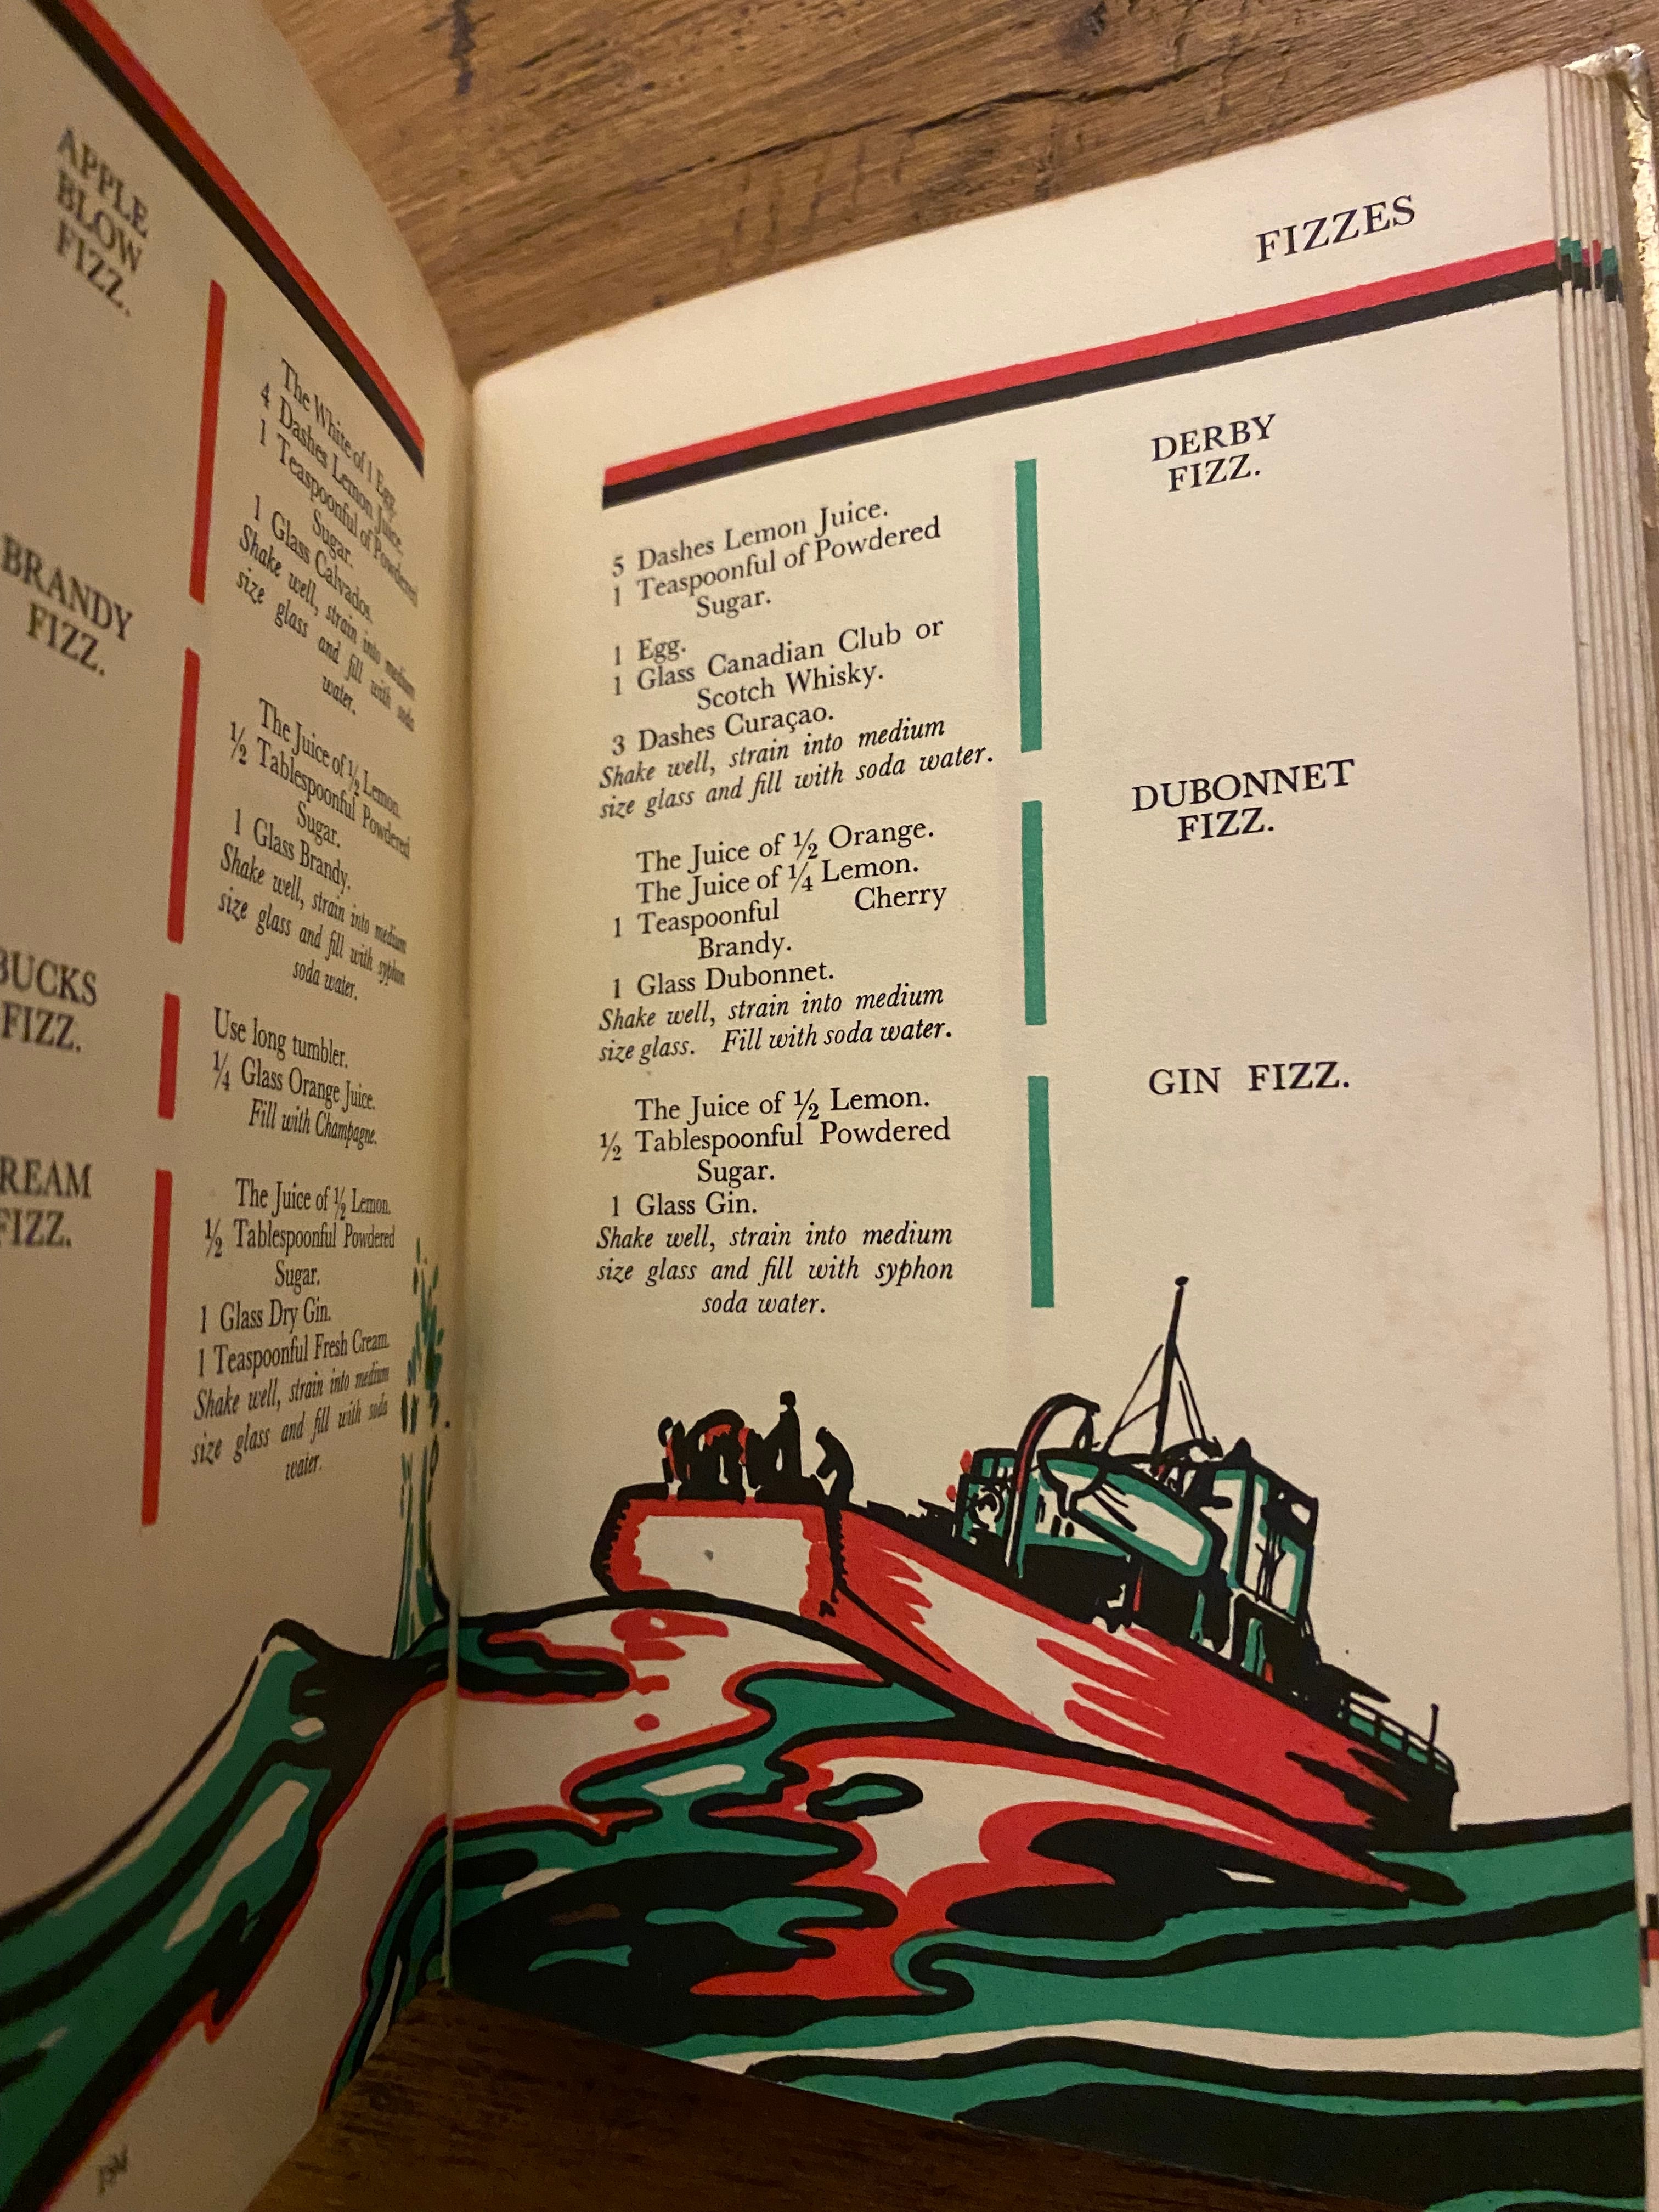 APPLE
BLOW
FIZZ.
The White of 1 Egg.
4 Dashes Lemon Juice.
1 Teaspoonful of Powdered
Sugar.
1 Glass Calvados.
Shake well, strain into medium
size glass and fill with soda
water.
BRANDY
FIZZ.
The Juice of ½ Lemon.
½ Tablespoonful Powdered
Sugar.
1 Glass Brandy.
Shake well, strain into medium
size glass and fill with syphon
soda water.
BUCKS
FIZZ.
Use long tumbler.
¼ Glass Orange Juice.
Fill with Champagne.
REAM
FIZZ.
The Juice of ½ Lemon.
½ Tablespoonful Powdered
Sugar.
1 Glass Dry Gin.
1 Teaspoonful Fresh Cream.
Shake well, strain into medium
size glass and fill with soda
water.
FIZZES
DERBY
FIZZ.
5 Dashes Lemon Juice.
1 Teaspoonful of Powdered
Sugar.
1 Egg.
1 Glass Canadian Club or
Scotch Whisky.
3 Dashes Curaçao.
Shake well, strain into medium
size glass and fill with soda water.
DUBONNET
FIZZ.
The Juice of ½ Orange.
The Juice of ¼ Lemon.
1 Teaspoonful Cherry
Brandy.
1 Glass Dubonnet.
Shake well, strain into medium
size glass. Fill with soda water.
GIN FIZZ.
The Juice of ½ Lemon.
½ Tablespoonful Powdered
Sugar.
1 Glass Gin.
Shake well, strain into medium
size glass and fill with syphon
soda water.